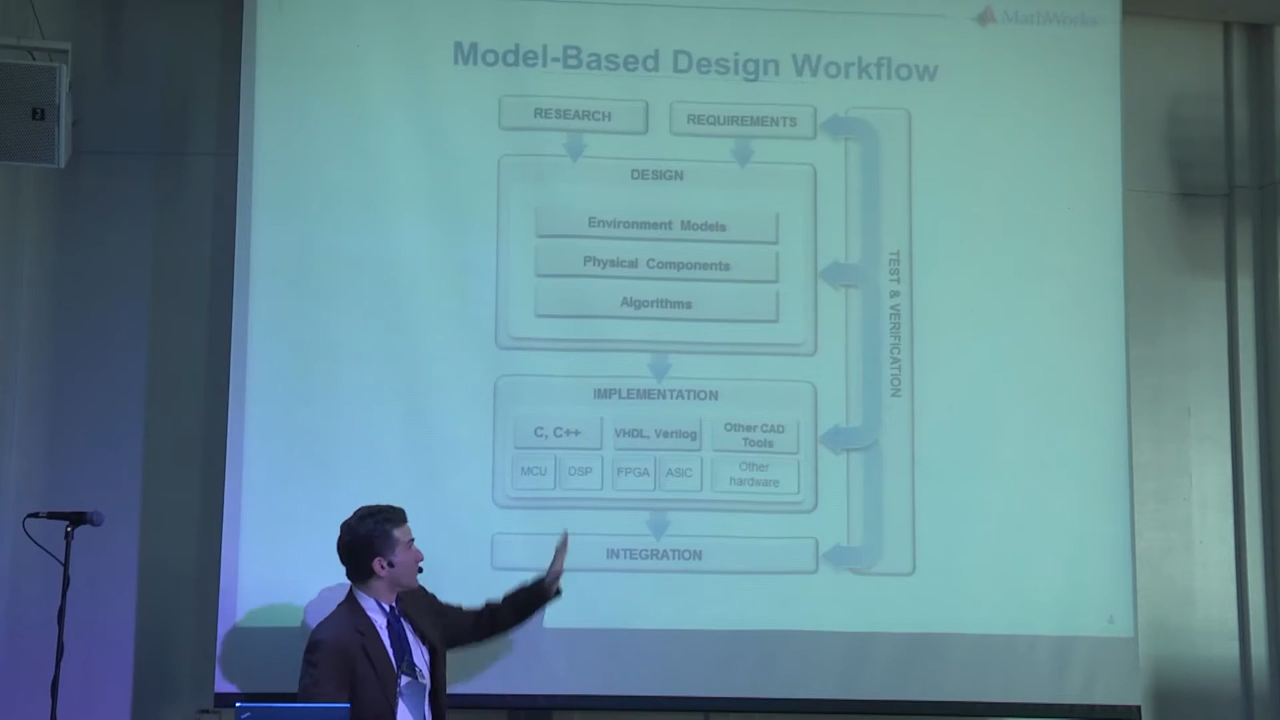 MathWorks
Model-Based Design Workflow
RESEARCH
REQUIREMENTS
DESIGN
Environment Models
Physical Components
Algorithms
TEST & VERIFICATION
IMPLEMENTATION
C, C++
VHDL, Verilog
Other CAD
Tools
MCU
DSP
FPGA
ASIC
Other
hardware
INTEGRATION
4